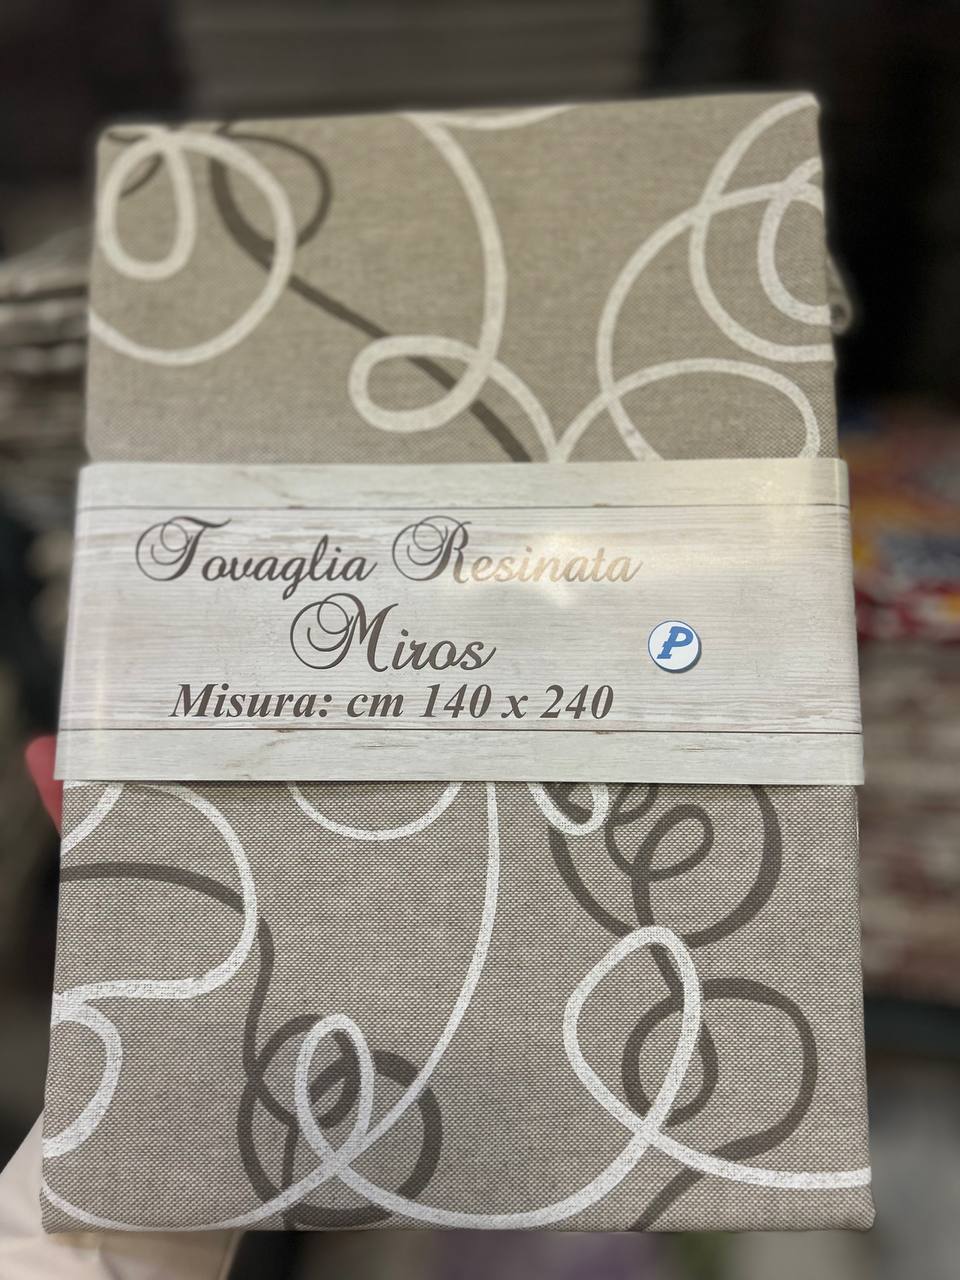 Tovaglia Resinata
Miros
P
Misura: cm 140 x 240